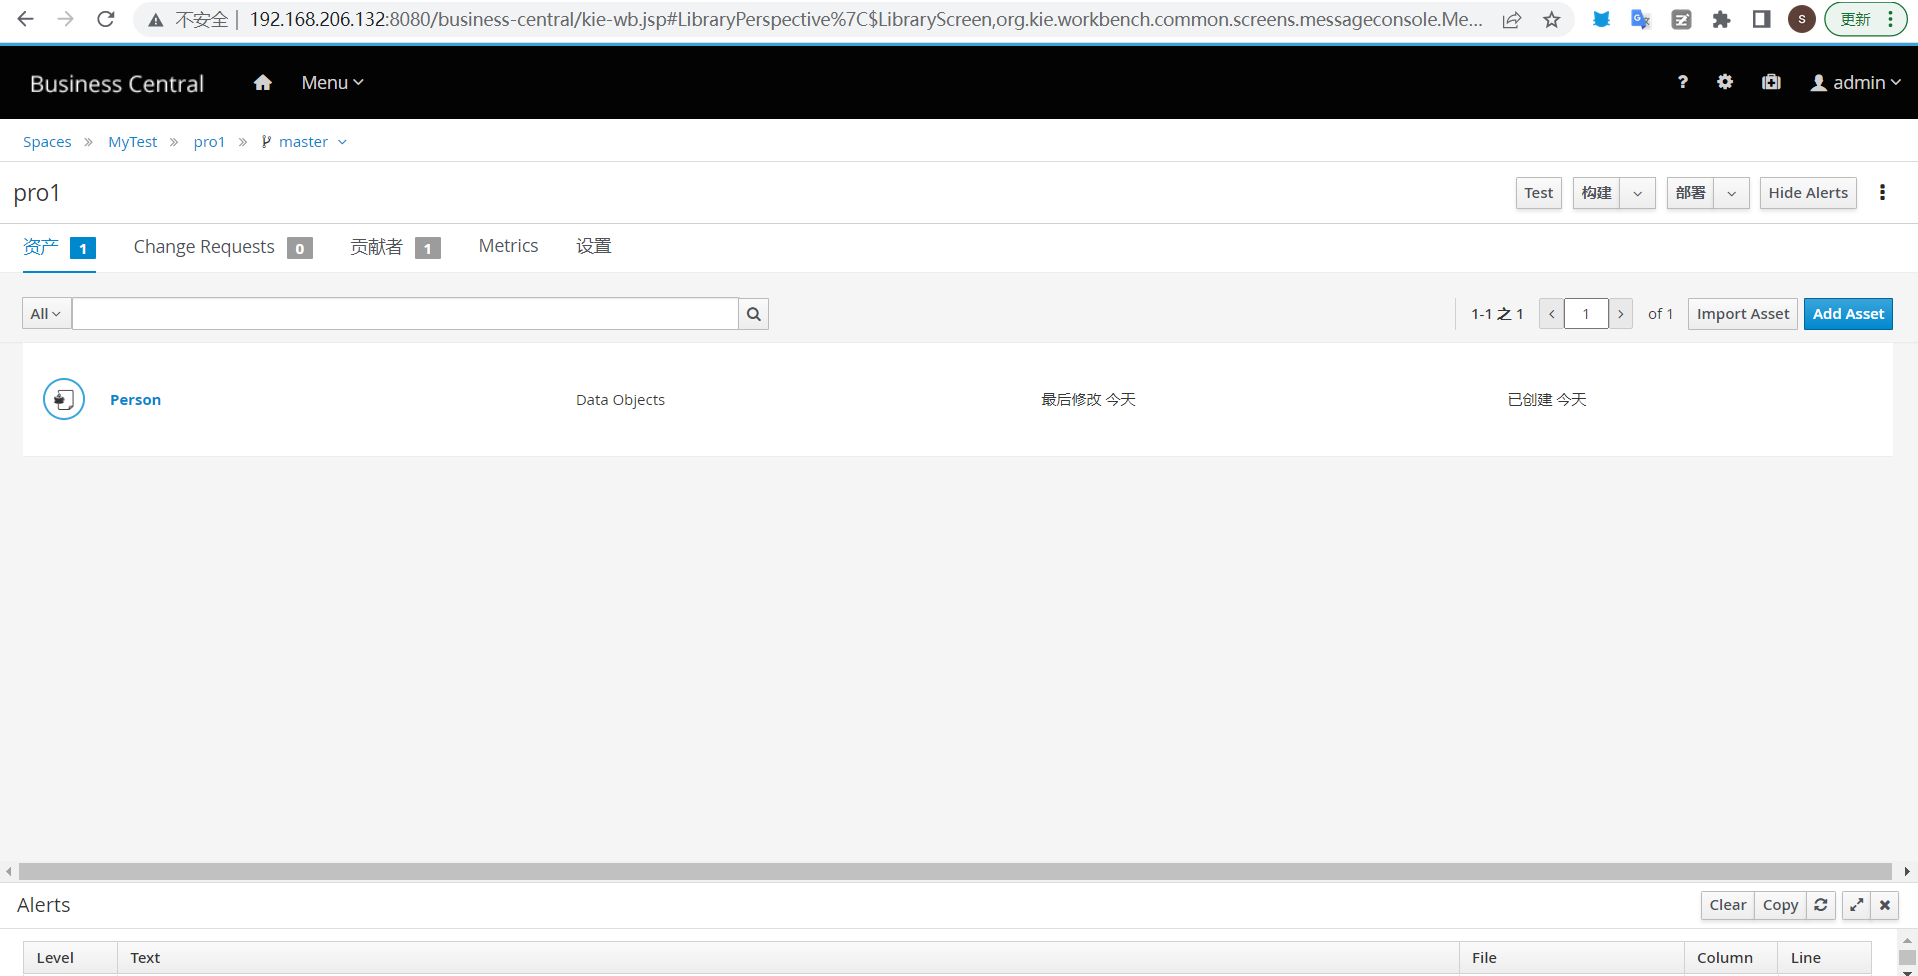 不安全 | 192.168.206.132:8080/business-central/kie-wb.jsp#LibraryPerspective%7C$LibraryScreen,org.kie.workbench.common.screens.messageconsole.Me... S 更新
Business Central Menu ? admin
Spaces » MyTest » pro1 » master
pro1 Test 构建 部署 Hide Alerts
资产 1 Change Requests 0 贡献者 1 Metrics 设置
All 1-1 之 1 < 1 > of 1 Import Asset Add Asset
Person Data Objects 最后修改 今天 已创建 今天
Alerts Clear Copy
Level Text File Column Line